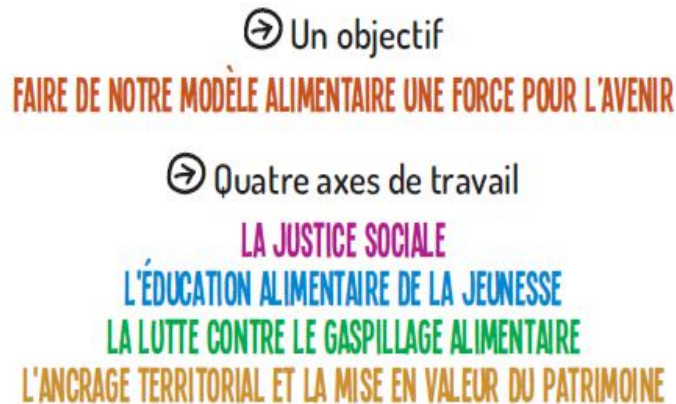 Un objectif
FAIRE DE NOTRE MODÈLE ALIMENTAIRE UNE FORCE POUR L'AVENIR
Quatre axes de travail
LA JUSTICE SOCIALE
L'ÉDUCATION ALIMENTAIRE DE LA JEUNESSE
LA LUTTE CONTRE LE GASPILLAGE ALIMENTAIRE
L'ANCRAGE TERRITORIAL ET LA MISE EN VALEUR DU PATRIMOINE